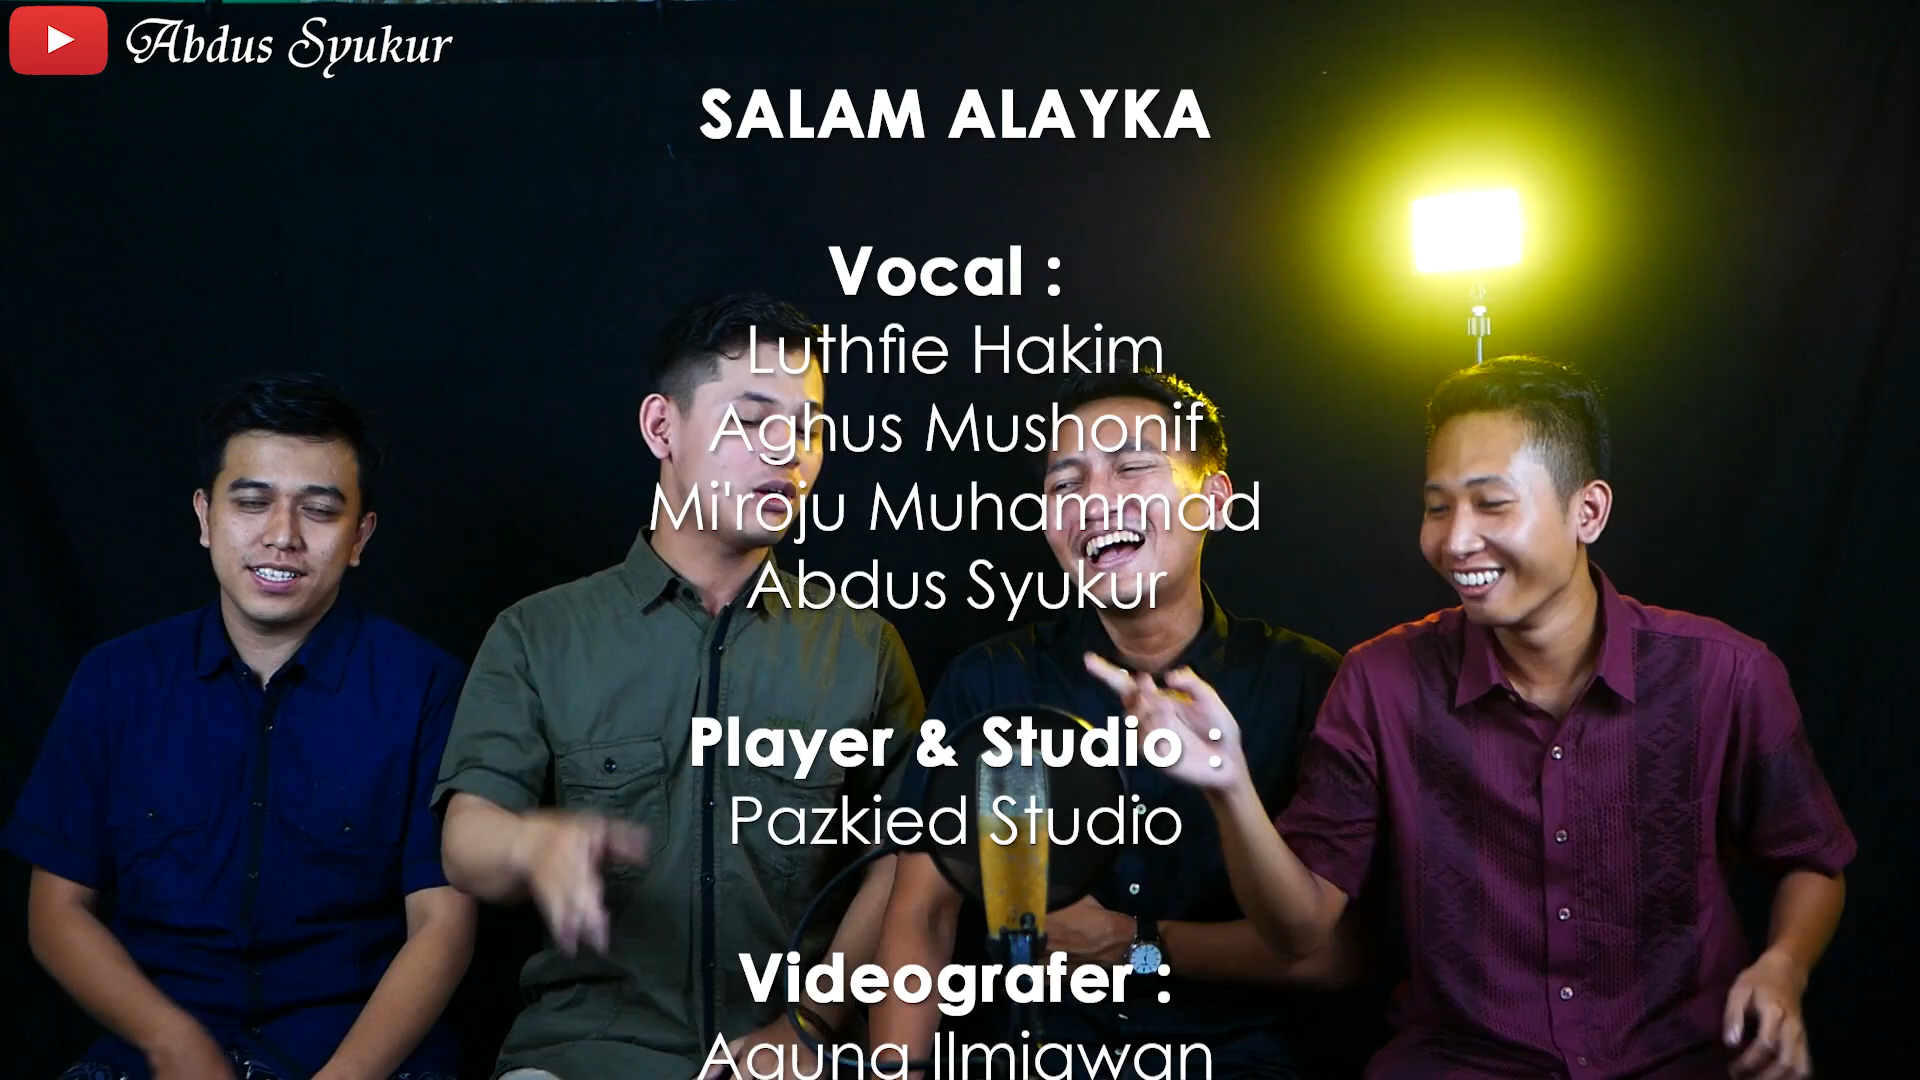 Abdus Syukur
SALAM ALAYKA
Vocal :
Luthfie Hakim
Aghus Mushonif
Mi'roju Muhammad
Abdus Syukur
Player & Studio :
Pazkied Studio
Videografer :
Agung Ilmiawan